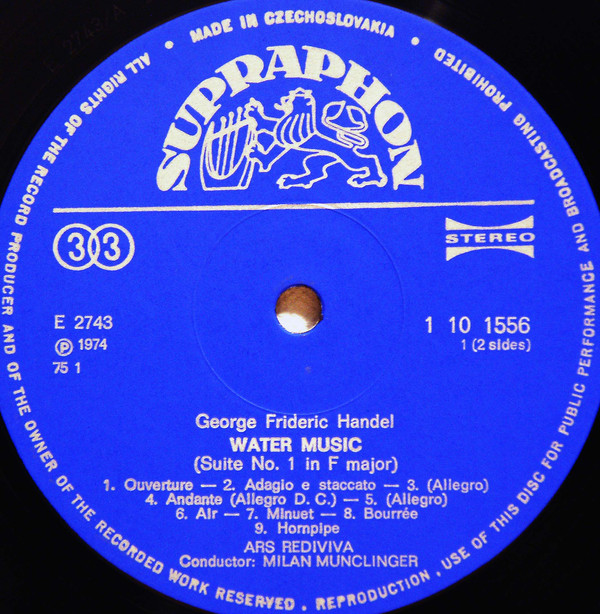 ALL RIGHTS OF THE RECORD PRODUCER AND OF THE OWNER OF THE RECORDED WORK RESERVED . REPRODUCTION , USE OF THIS DISC FOR PUBLIC PERFORMANCE AND BROADCASTING PROHIBITED • MADE IN CZECHOSLOVAKIA •
SUPRAPHON
33
STEREO
E 2743
Ⓟ 1974
75 1
1 10 1556
1 (2 sides)
George Frideric Handel
WATER MUSIC
(Suite No. 1 in F major)
1. Ouverture — 2. Adagio e staccato — 3. (Allegro)
4. Andante (Allegro D. C.) — 5. (Allegro)
6. Air — 7. Minuet — 8. Bourrée
9. Hornpipe
ARS REDIVIVA
Conductor: MILAN MUNCLINGER